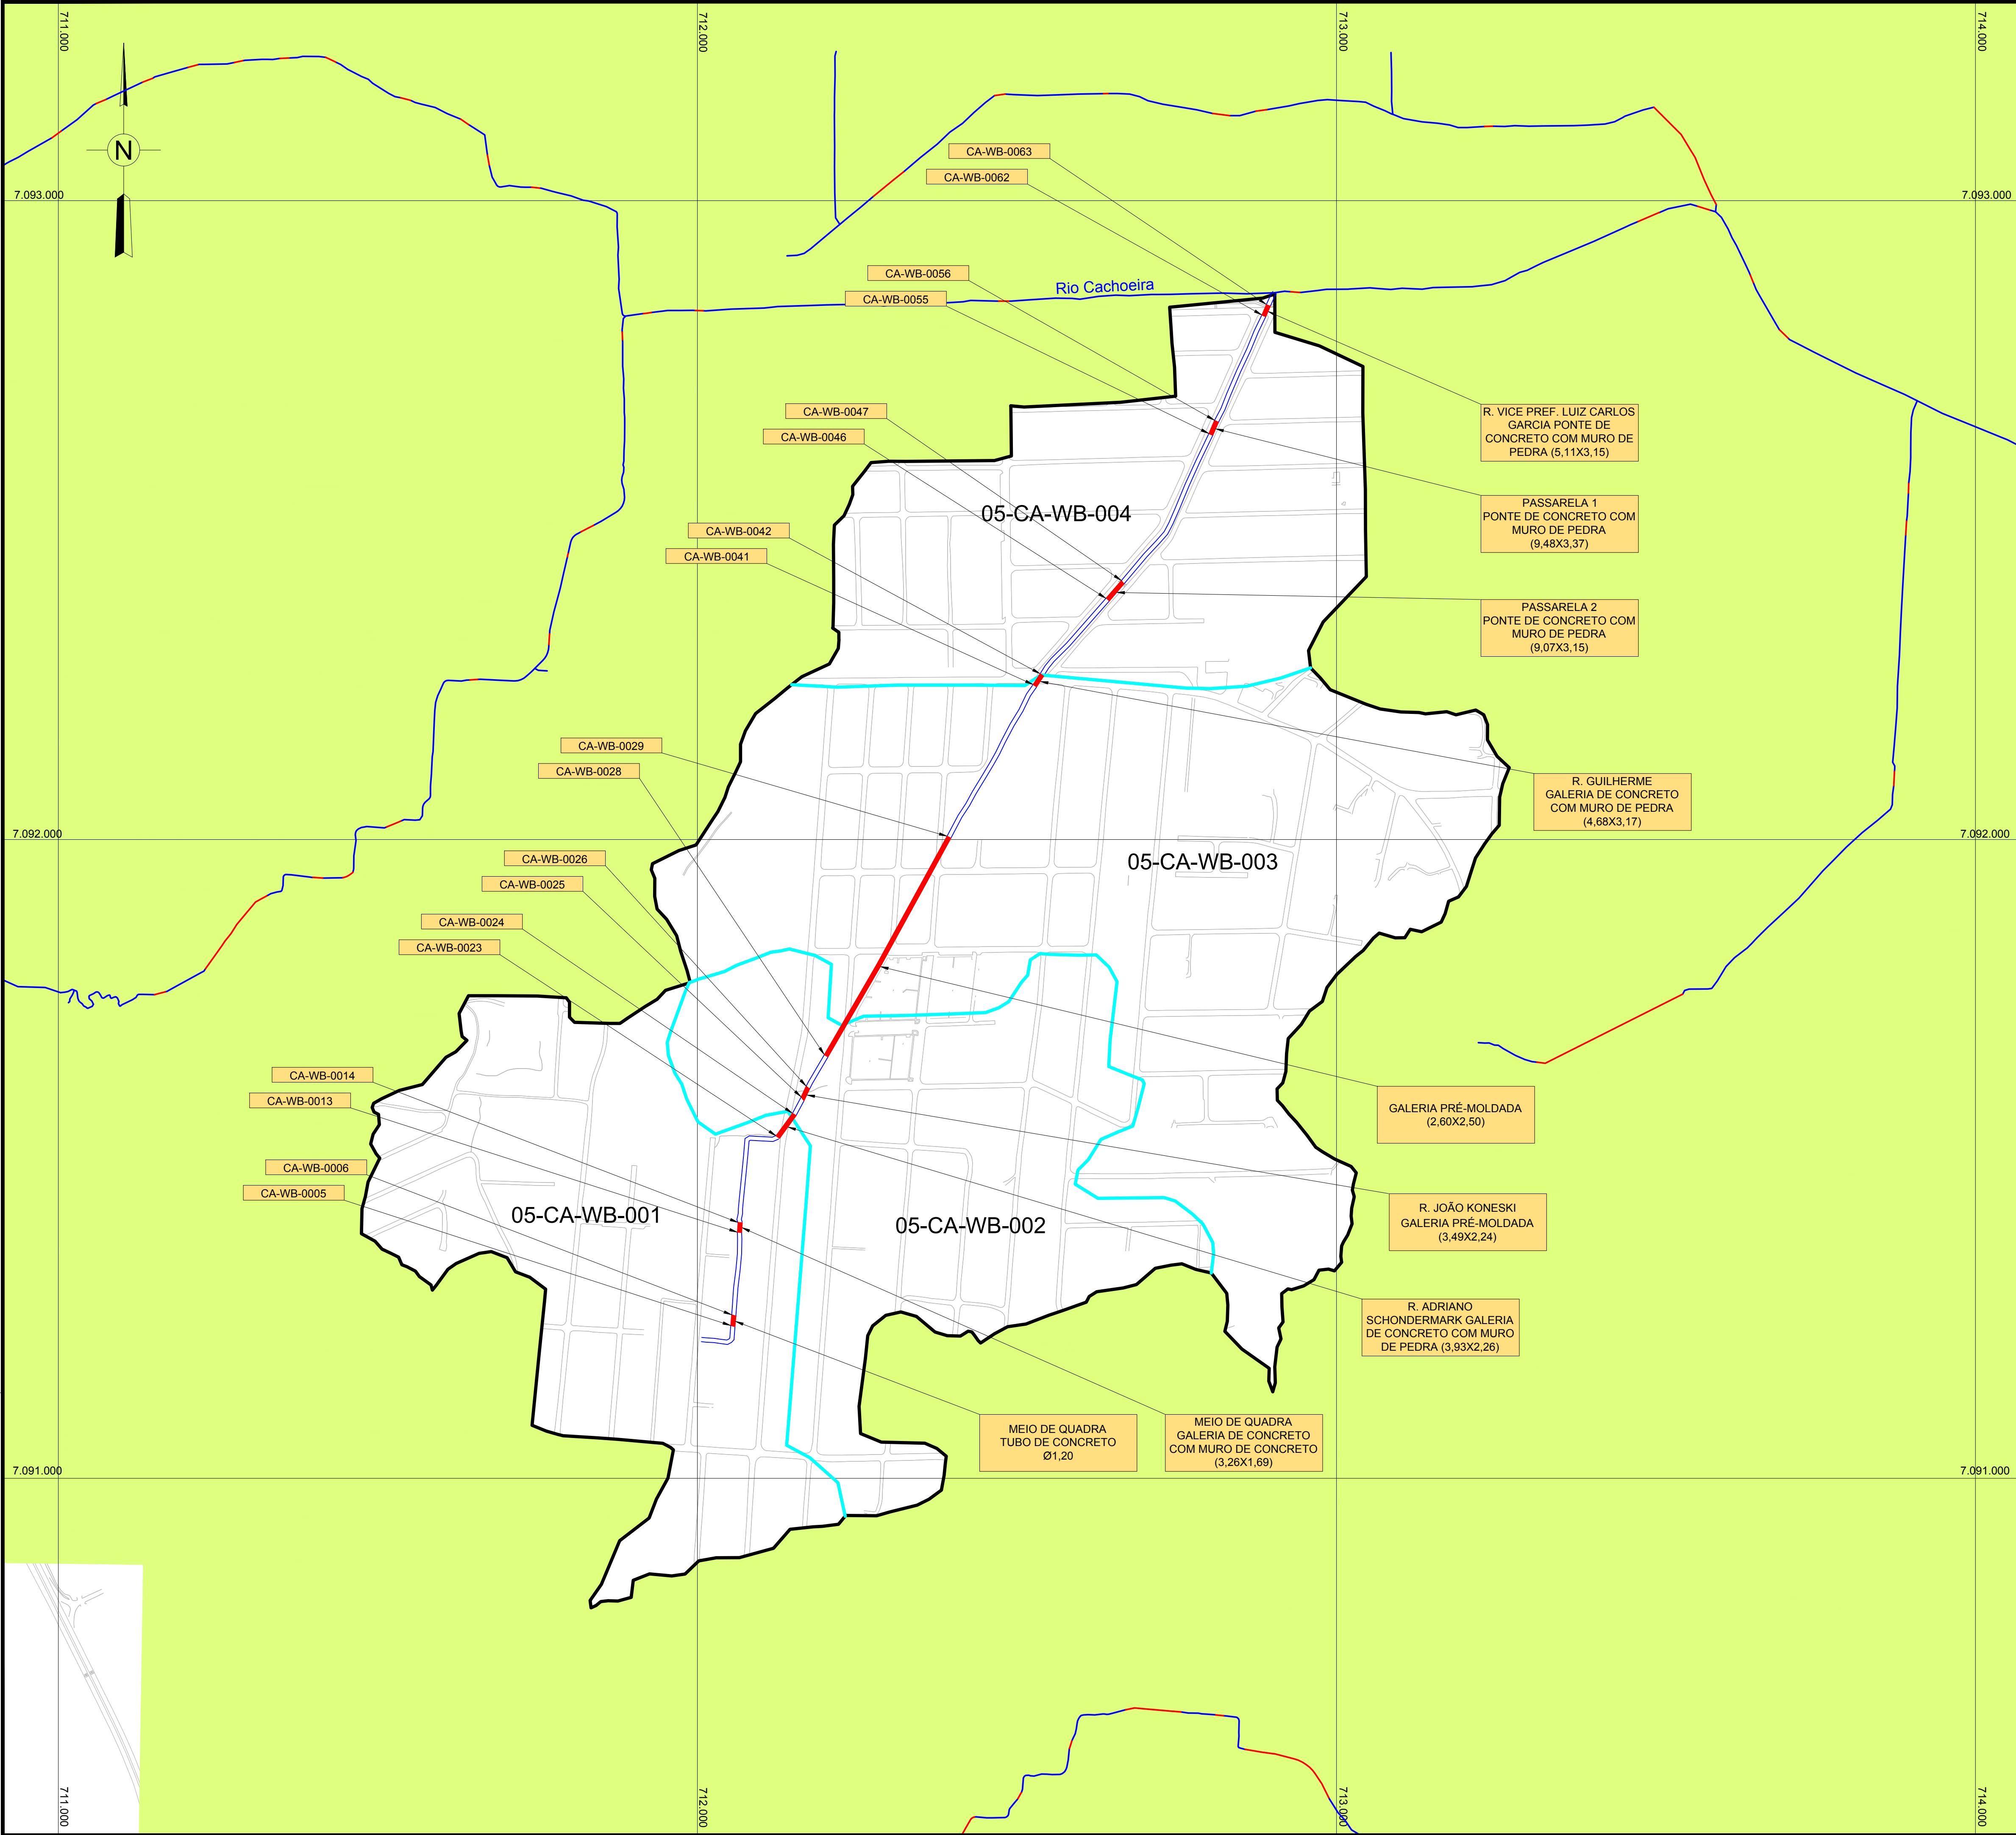 711.000
712.000
713.000
714.000
N
CA-WB-0063
CA-WB-0062
7.093.000
7.093.000
CA-WB-0056
CA-WB-0055
Rio Cachoeira
CA-WB-0047
CA-WB-0046
R. VICE PREF. LUIZ CARLOS
GARCIA PONTE DE
CONCRETO COM MURO DE
PEDRA (5,11X3,15)
05-CA-WB-004
PASSARELA 1
PONTE DE CONCRETO COM
MURO DE PEDRA
(9,48X3,37)
CA-WB-0042
CA-WB-0041
PASSARELA 2
PONTE DE CONCRETO COM
MURO DE PEDRA
(9,07X3,15)
CA-WB-0029
CA-WB-0028
R. GUILHERME
GALERIA DE CONCRETO
COM MURO DE PEDRA
(4,68X3,17)
7.092.000
7.092.000
CA-WB-0026
CA-WB-0025
05-CA-WB-003
CA-WB-0024
CA-WB-0023
CA-WB-0014
CA-WB-0013
GALERIA PRÉ-MOLDADA
(2,60X2,50)
CA-WB-0006
CA-WB-0005
05-CA-WB-001
05-CA-WB-002
R. JOÃO KONESKI
GALERIA PRÉ-MOLDADA
(3,49X2,24)
R. ADRIANO
SCHONDERMARK GALERIA
DE CONCRETO COM MURO
DE PEDRA (3,93X2,26)
MEIO DE QUADRA
TUBO DE CONCRETO
Ø1,20
MEIO DE QUADRA
GALERIA DE CONCRETO
COM MURO DE CONCRETO
(3,26X1,69)
7.091.000
7.091.000
711.000
712.000
713.000
714.000